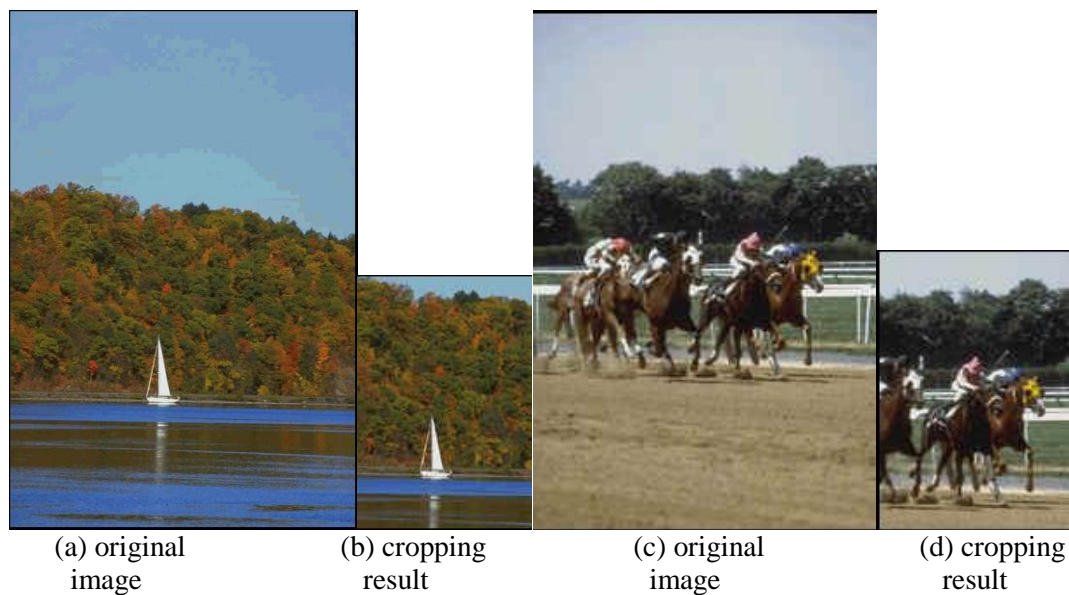 (a) original
image
(b) cropping
result
(c) original
image
(d) cropping
result